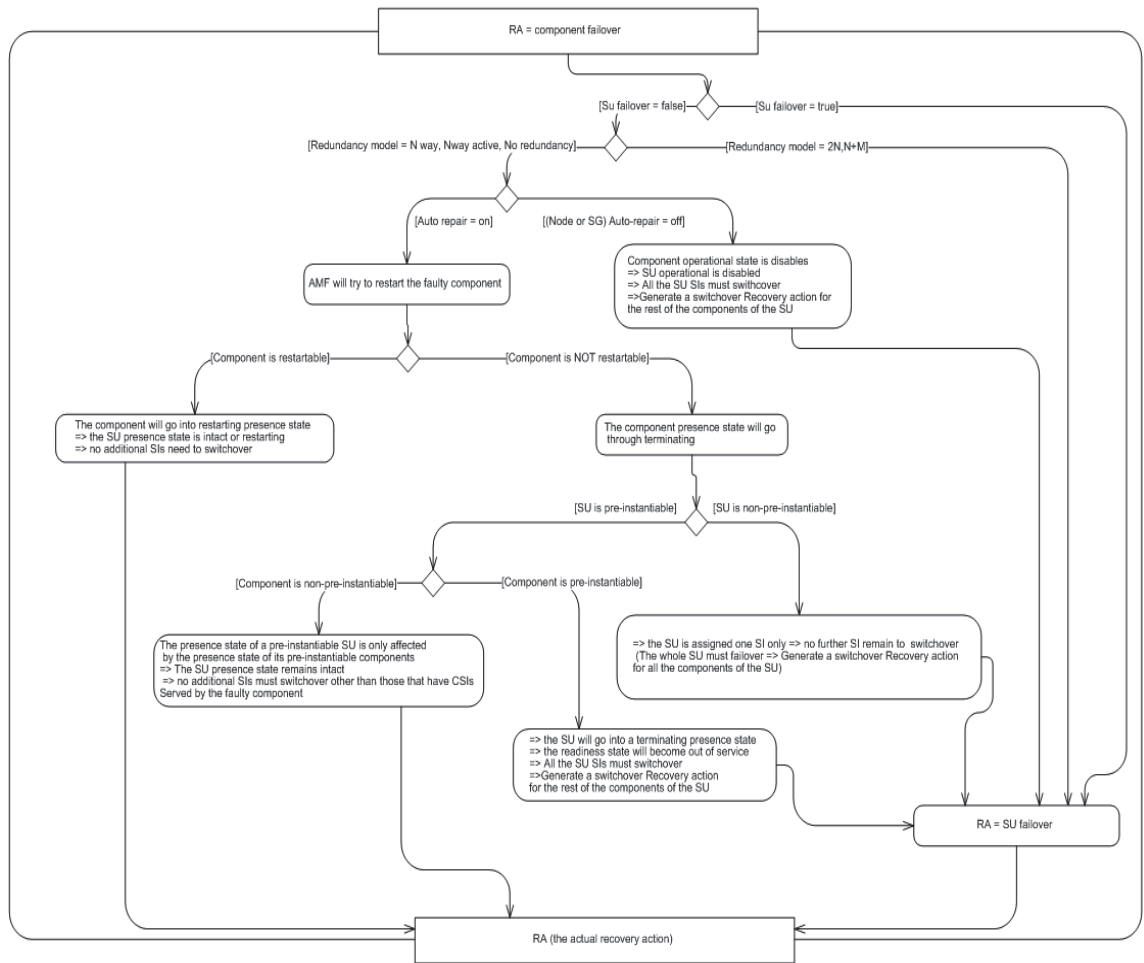 RA = component failover
[Su failover = false]
[Su failover = true]
[Redundancy model = N way, Nway active, No redundancy]
[Redundancy model = 2N,N+M]
[Auto repair = on]
[(Node or SG) Auto-repair = off]
AMF will try to restart the faulty component
Component operational state is disables
=> SU operational is disabled
=> All the SU SIs must swithcover
=>Generate a switchover Recovery action for
the rest of the components of the SU
[Component is restartable]
[Component is NOT restartable]
The component will go into restarting presence state
=> the SU presence state is intact or restarting
=> no additional SIs need to switchover
The component presence state will go
through terminating
[SU is pre-instantiable]
[SU is non-pre-instantiable]
[Component is non-pre-instantiable]
[Component is pre-instantiable]
The presence state of a pre-instantiable SU is only affected
by the presence state of its pre-instantiable components
=> The SU presence state remains intact
=> no additional SIs must switchover other than those that have CSIs
Served by the faulty component
=> the SU is assigned one SI only => no further SI remain to switchover
(The whole SU must failover => Generate a switchover Recovery action
for all the components of the SU)
=> the SU will go into a terminating presence state
=> the readiness state will become out of service
=> All the SU SIs must switchover
=>Generate a switchover Recovery action
for the rest of the components of the SU
RA = SU failover
RA (the actual recovery action)